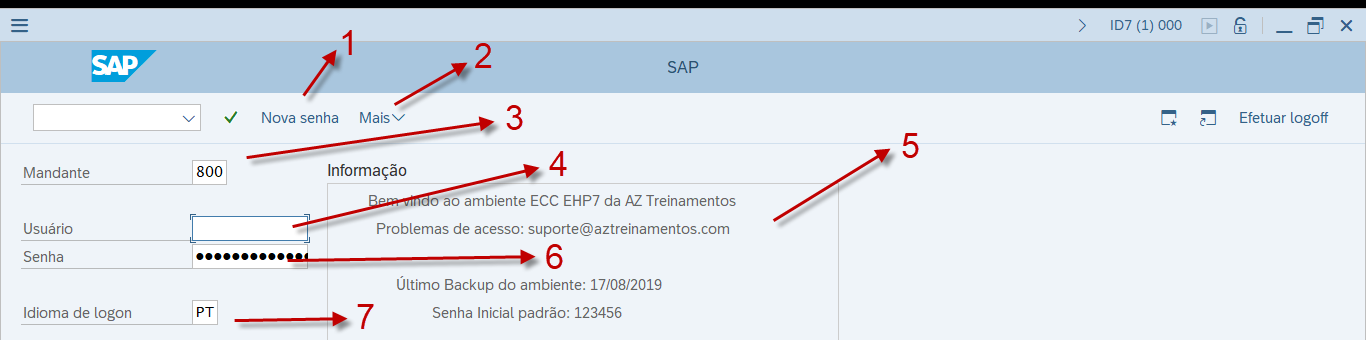 ID7 (1) 000
SAP
SAP
1
2
Nova senha
Mais
3
Efetuar logoff
Mandante
800
4
5
Informação
Bem vindo ao ambiente ECC EHP7 da AZ Treinamentos
Usuário
Problemas de acesso: suporte@aztreinamentos.com
Senha
6
Último Backup do ambiente: 17/08/2019
Idioma de logon
PT
7
Senha Inicial padrão: 123456